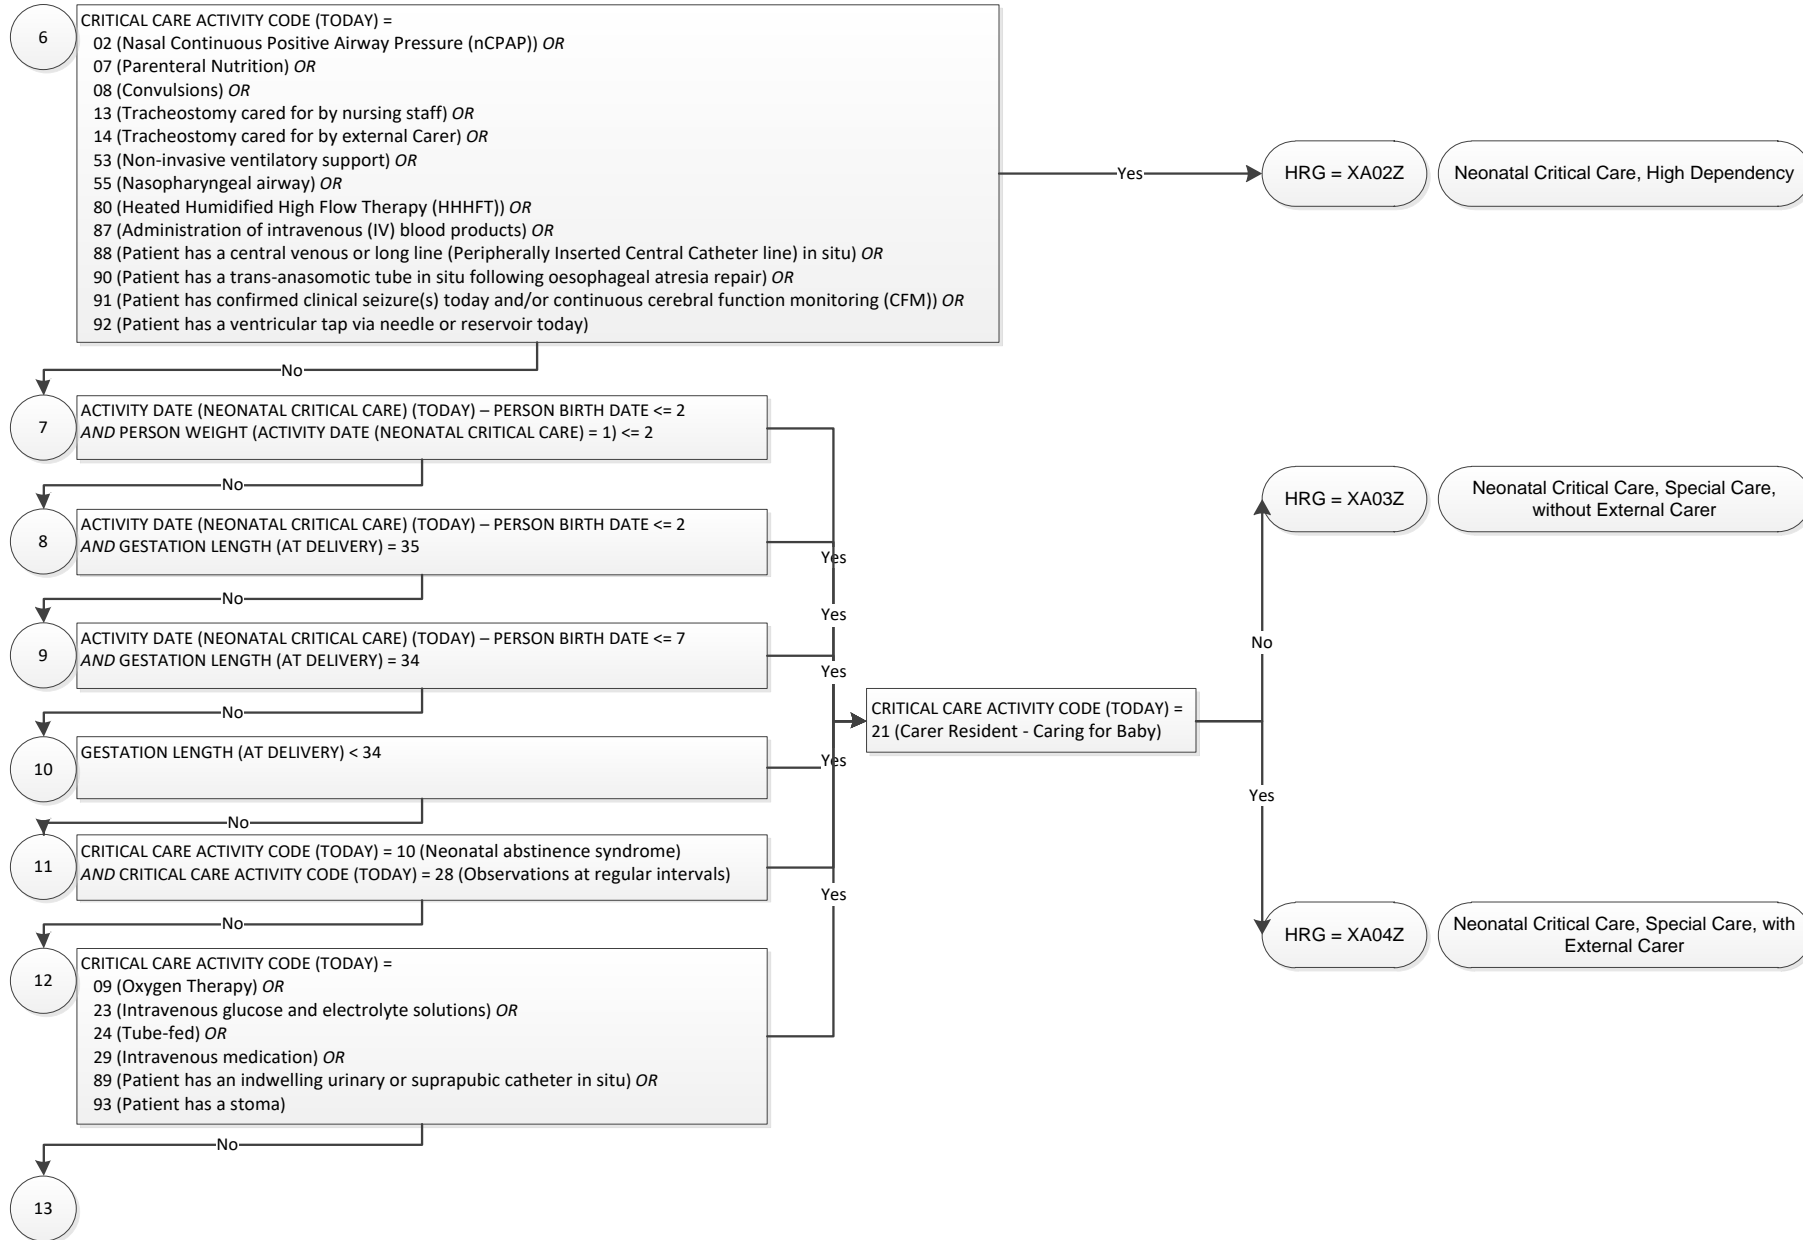 6
CRITICAL CARE ACTIVITY CODE (TODAY) =
02 (Nasal Continuous Positive Airway Pressure (nCPAP)) OR
07 (Parenteral Nutrition) OR
08 (Convulsions) OR
13 (Tracheostomy cared for by nursing staff) OR
14 (Tracheostomy cared for by external Carer) OR
53 (Non-invasive ventilatory support) OR
55 (Nasopharyngeal airway) OR
80 (Heated Humidified High Flow Therapy (HHHFT)) OR
87 (Administration of intravenous (IV) blood products) OR
88 (Patient has a central venous or long line (Peripherally Inserted Central Catheter line) in situ) OR
90 (Patient has a trans-anasomotic tube in situ following oesophageal atresia repair) OR
91 (Patient has confirmed clinical seizure(s) today and/or continuous cerebral function monitoring (CFM)) OR
92 (Patient has a ventricular tap via needle or reservoir today)
Yes
HRG = XA02Z
Neonatal Critical Care, High Dependency
No
7
ACTIVITY DATE (NEONATAL CRITICAL CARE) (TODAY) – PERSON BIRTH DATE <= 2
AND PERSON WEIGHT (ACTIVITY DATE (NEONATAL CRITICAL CARE) = 1) <= 2
No
8
ACTIVITY DATE (NEONATAL CRITICAL CARE) (TODAY) – PERSON BIRTH DATE <= 2
AND GESTATION LENGTH (AT DELIVERY) = 35
Yes
No
Yes
9
ACTIVITY DATE (NEONATAL CRITICAL CARE) (TODAY) – PERSON BIRTH DATE <= 7
AND GESTATION LENGTH (AT DELIVERY) = 34
Yes
No
10
GESTATION LENGTH (AT DELIVERY) < 34
Yes
No
11
CRITICAL CARE ACTIVITY CODE (TODAY) = 10 (Neonatal abstinence syndrome)
AND CRITICAL CARE ACTIVITY CODE (TODAY) = 28 (Observations at regular intervals)
Yes
No
12
CRITICAL CARE ACTIVITY CODE (TODAY) =
09 (Oxygen Therapy) OR
23 (Intravenous glucose and electrolyte solutions) OR
24 (Tube-fed) OR
29 (Intravenous medication) OR
89 (Patient has an indwelling urinary or suprapubic catheter in situ) OR
93 (Patient has a stoma)
No
13
CRITICAL CARE ACTIVITY CODE (TODAY) =
21 (Carer Resident - Caring for Baby)
No
HRG = XA03Z
Neonatal Critical Care, Special Care,
without External Carer
Yes
HRG = XA04Z
Neonatal Critical Care, Special Care, with
External Carer